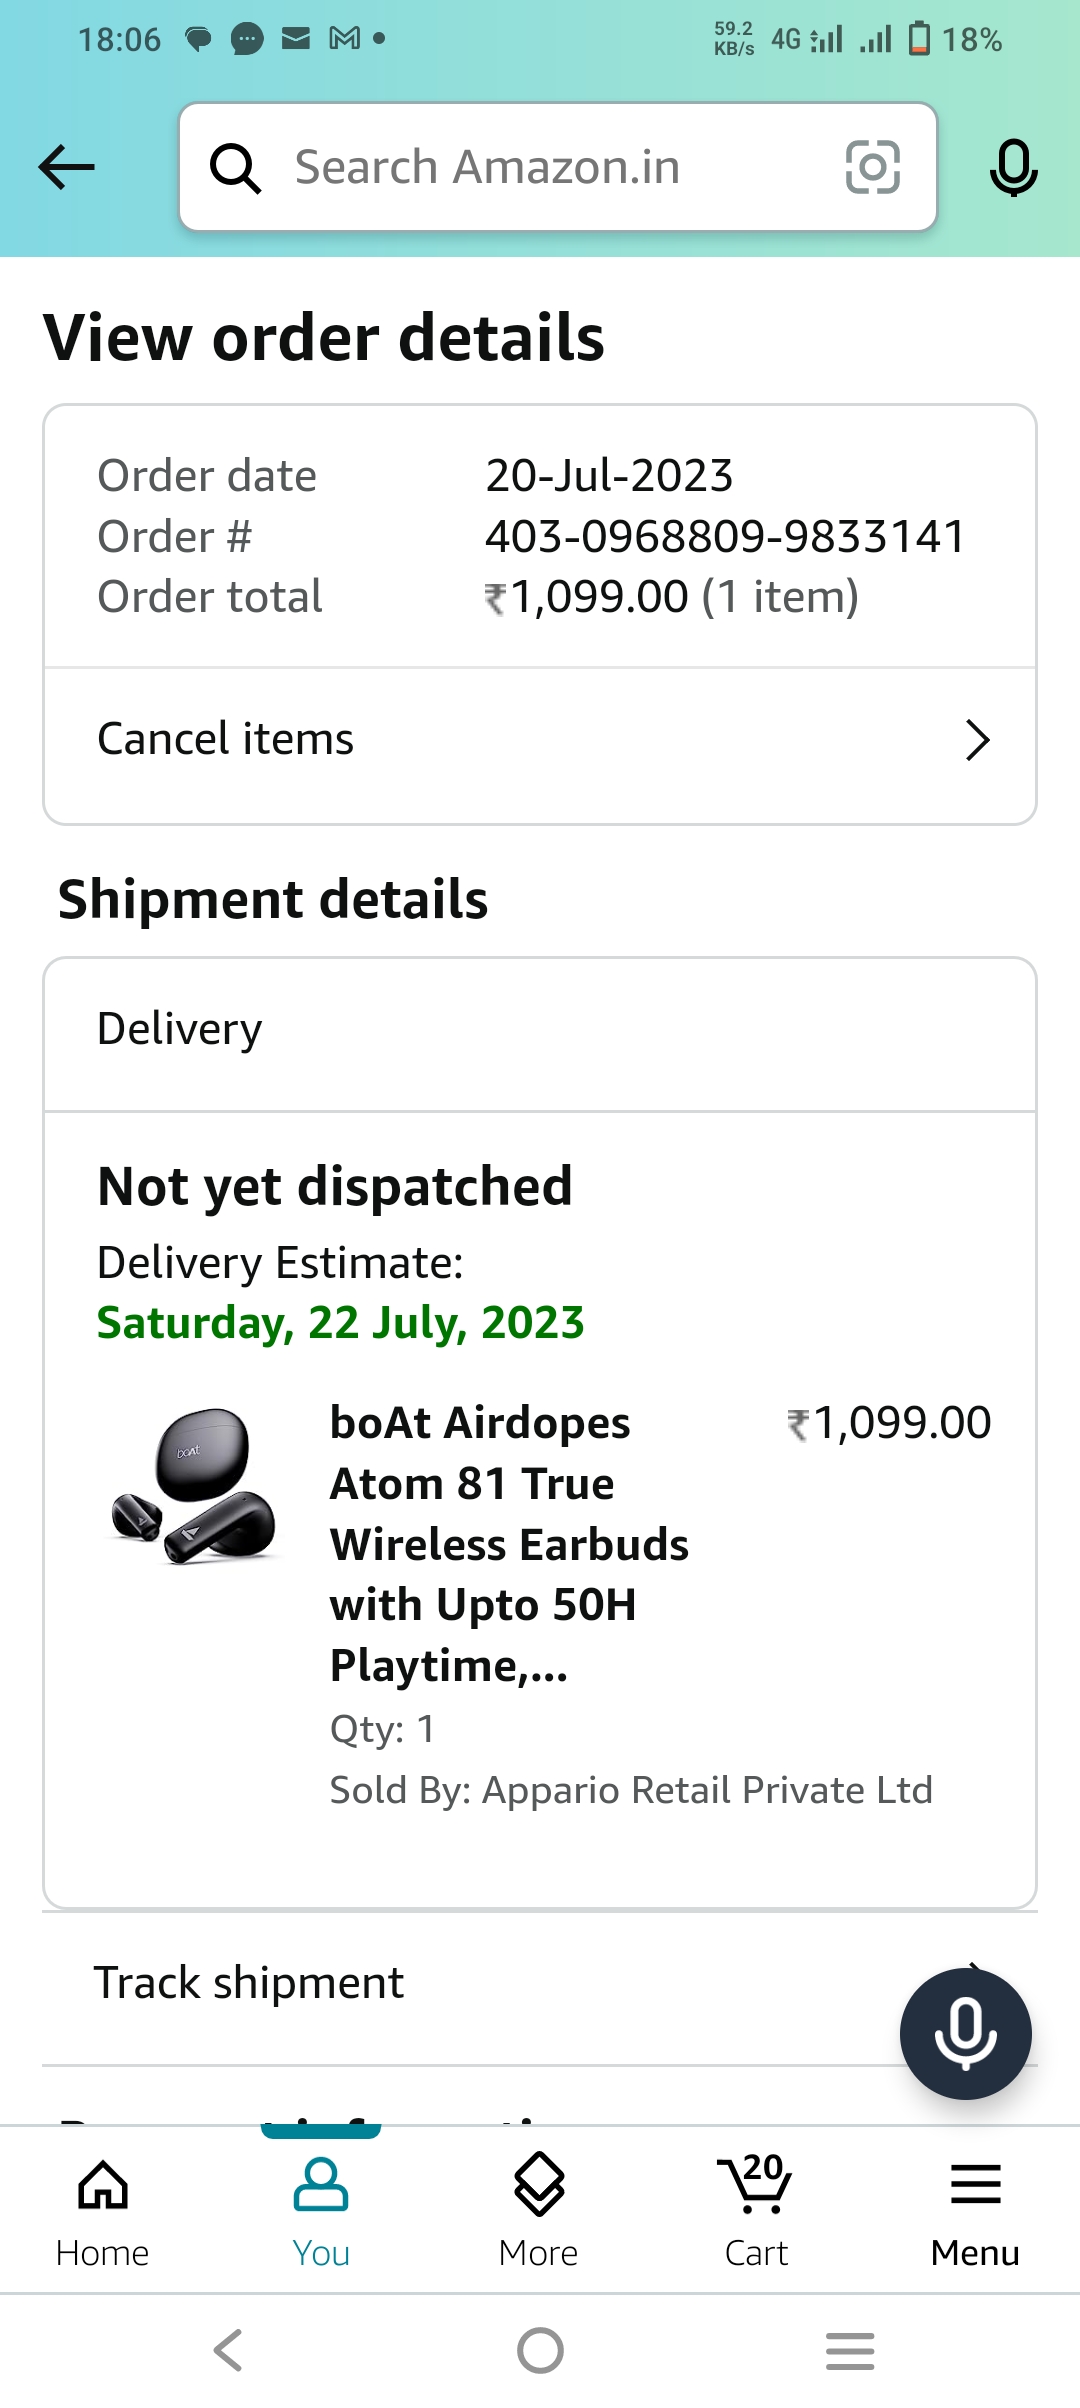 18:06
59.2 KB/s 4G 18%
Search Amazon.in
View order details
Order date 20-Jul-2023
Order # 403-0968809-9833141
Order total ₹1,099.00 (1 item)
Cancel items
Shipment details
Delivery
Not yet dispatched
Delivery Estimate:
Saturday, 22 July, 2023
boAt
boAt Airdopes ₹1,099.00
Atom 81 True
Wireless Earbuds
with Upto 50H
Playtime,...
Qty: 1
Sold By: Appario Retail Private Ltd
Track shipment
20
Home You More Cart Menu